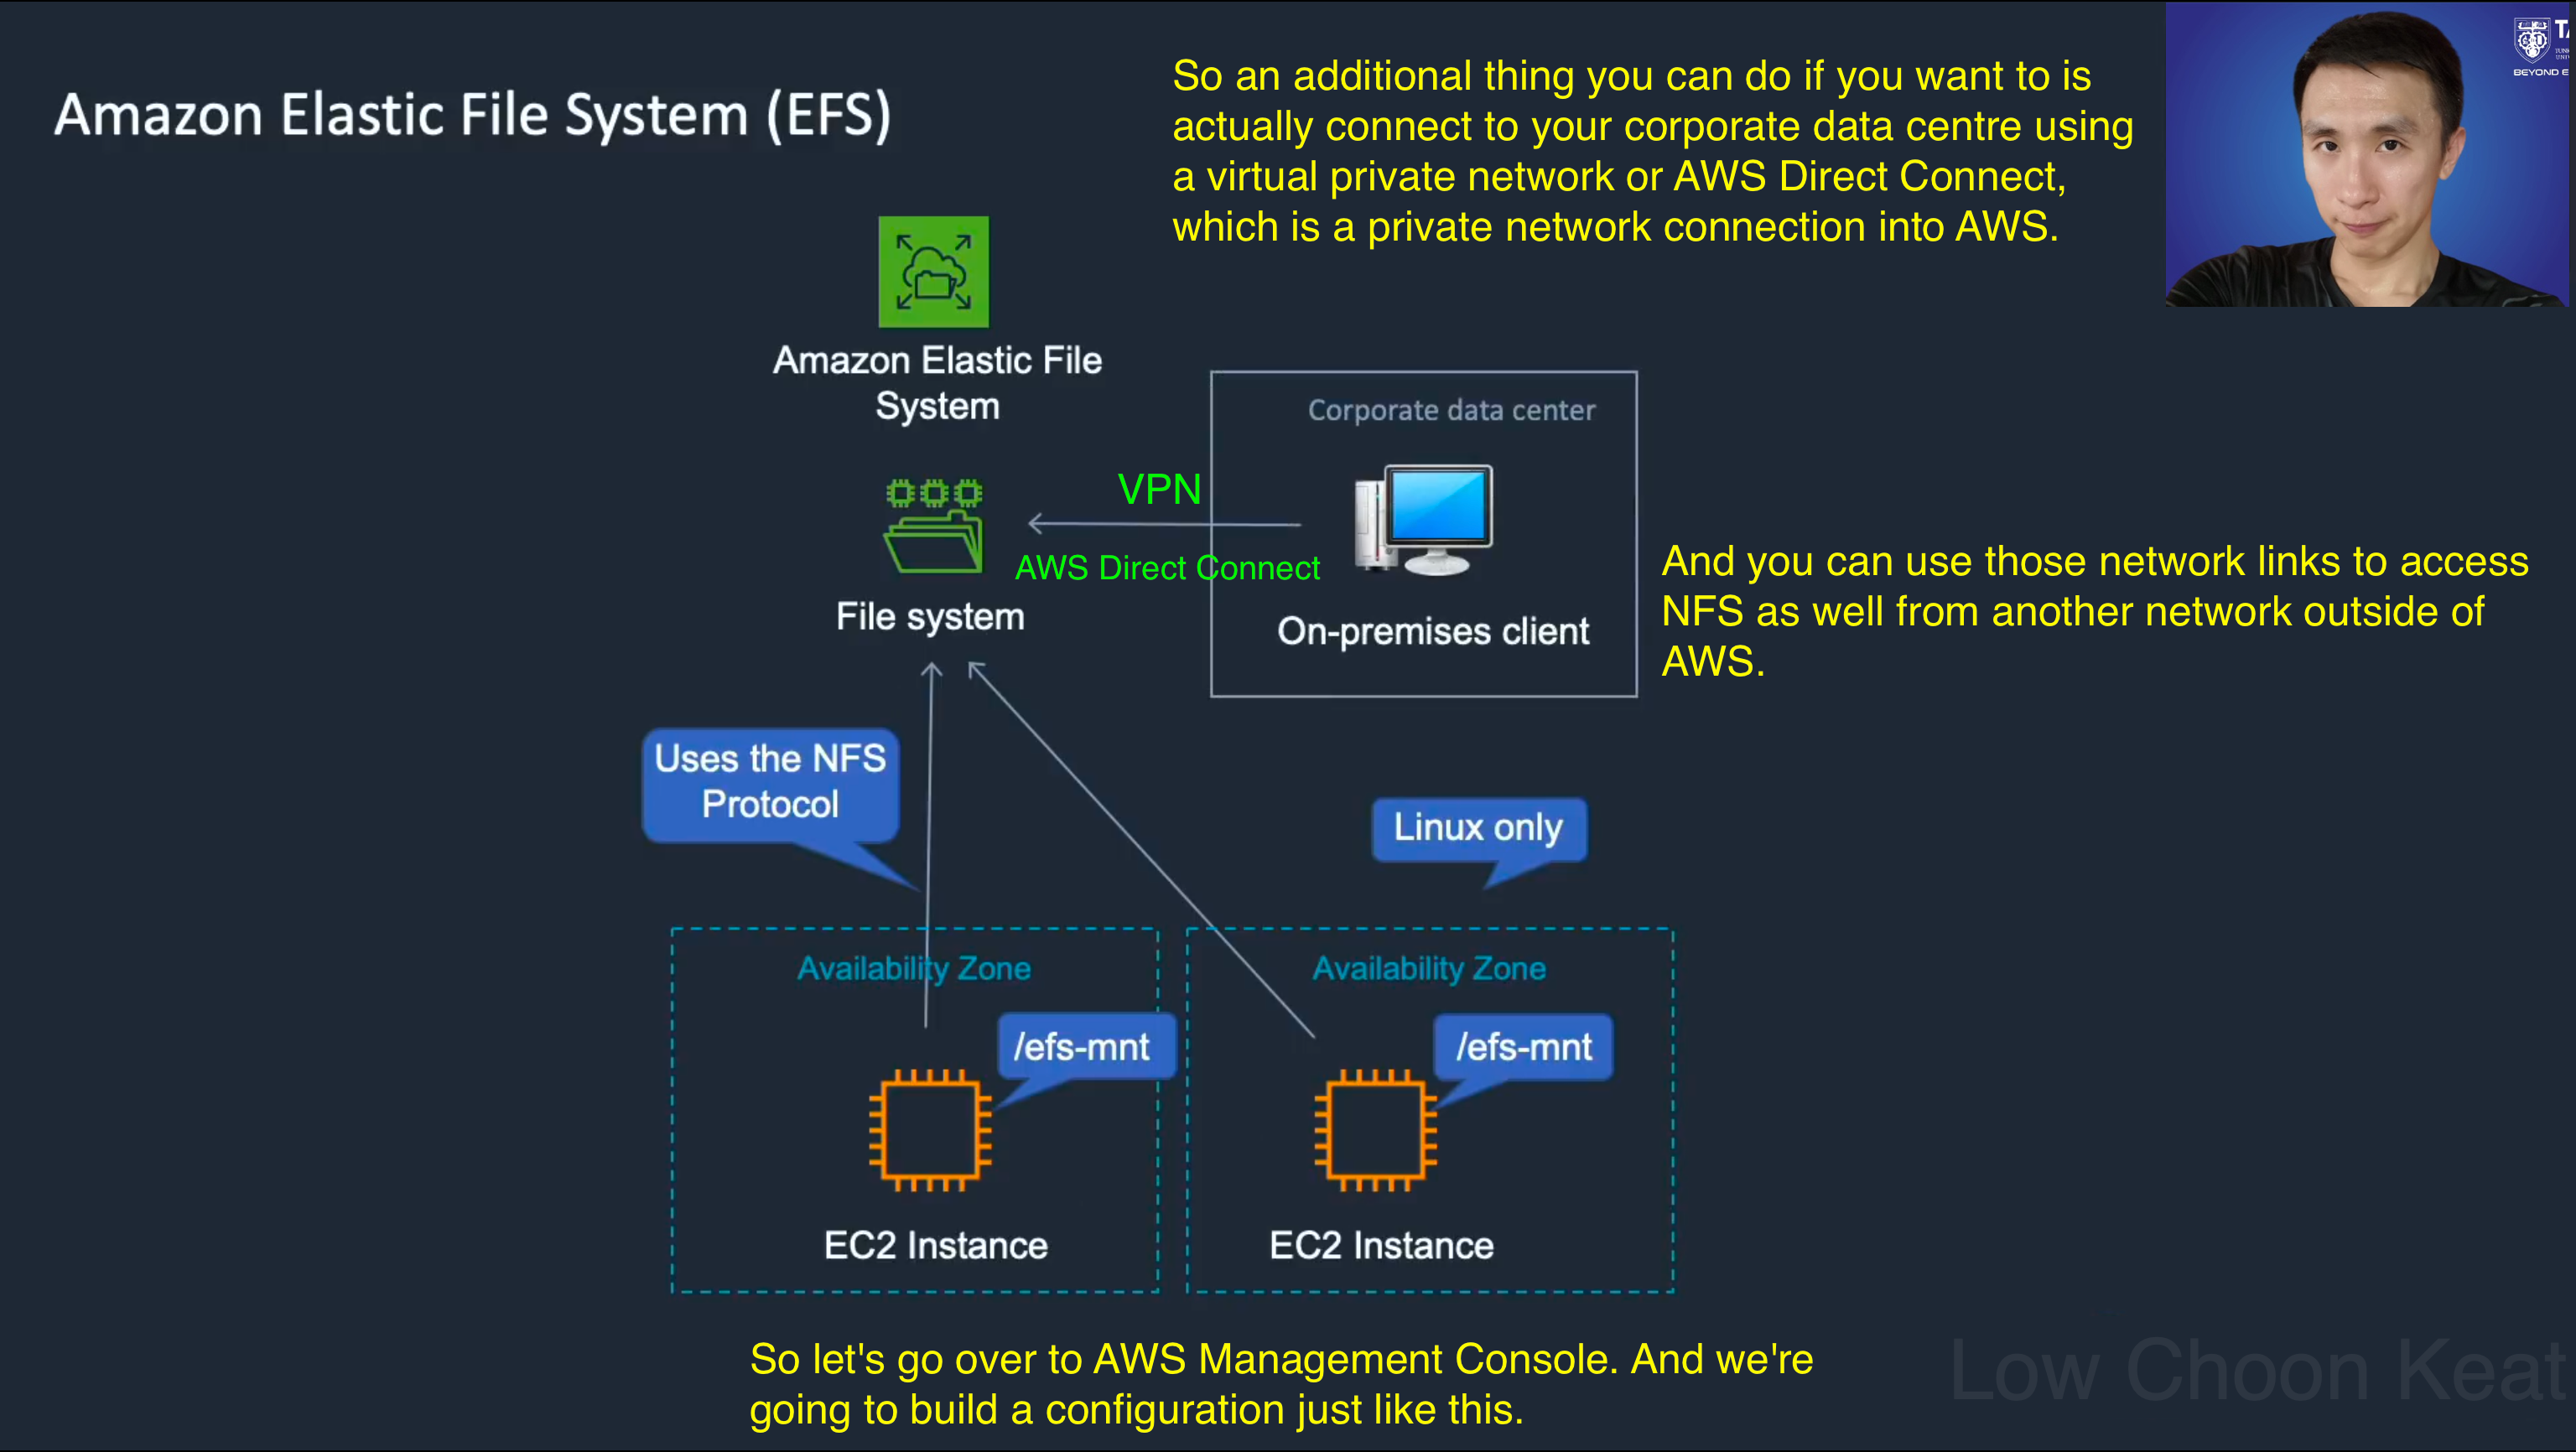 Amazon Elastic File System (EFS)
So an additional thing you can do if you want to is
actually connect to your corporate data centre using
a virtual private network or AWS Direct Connect,
which is a private network connection into AWS.
BEYOND E
Amazon Elastic File
System
Corporate data center
VPN
AWS Direct Connect
File system
On-premises client
And you can use those network links to access
NFS as well from another network outside of
AWS.
Uses the NFS
Protocol
Linux only
Availability Zone
Availability Zone
/efs-mnt
/efs-mnt
EC2 Instance
EC2 Instance
So let's go over to AWS Management Console. And we're
going to build a configuration just like this.
Low Choon Keat